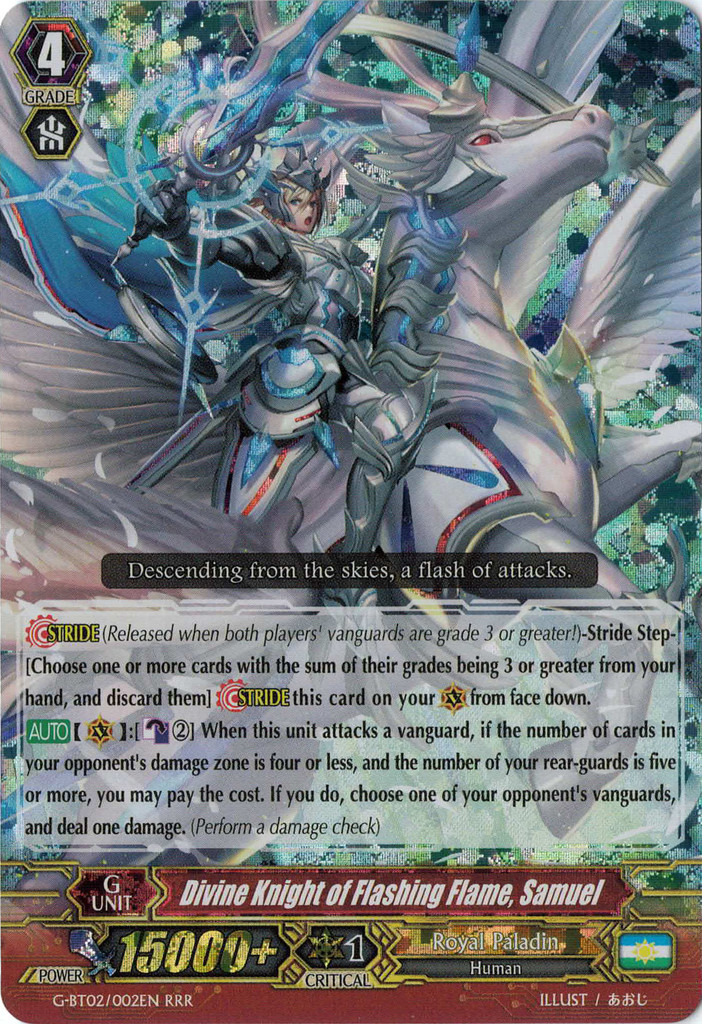 4
GRADE
Descending from the skies, a flash of attacks.
STRIDE (Released when both players' vanguards are grade 3 or greater!)-Stride Step-
[Choose one or more cards with the sum of their grades being 3 or greater from your
hand, and discard them] STRIDE this card on your from face down.
AUTO【 】:[ ②] When this unit attacks a vanguard, if the number of cards in
your opponent's damage zone is four or less, and the number of your rear-guards is five
or more, you may pay the cost. If you do, choose one of your opponent's vanguards,
and deal one damage. (Perform a damage check)
G
UNIT
Divine Knight of Flashing Flame, Samuel
POWER
15000+
1
CRITICAL
Royal Paladin
Human
G-BT02/002EN RRR
ILLUST / あおじ